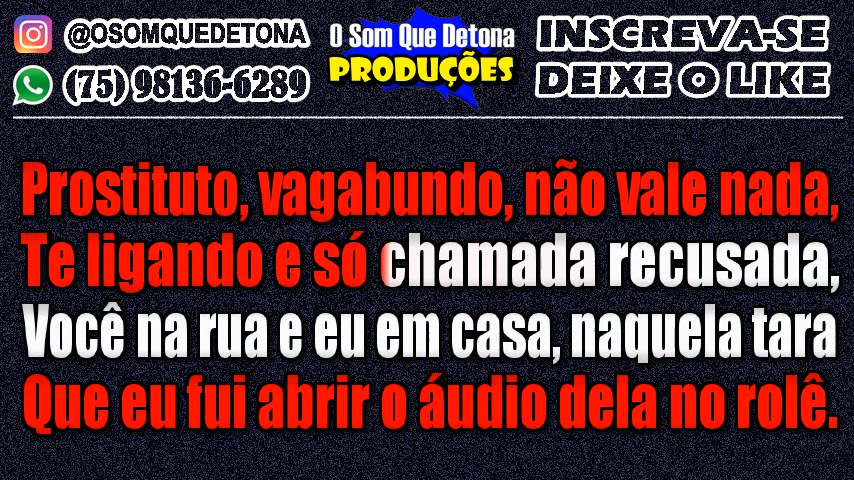 @OSOMQUEDETONA
(75) 98136-6289
O Som Que Detona
PRODUÇÕES
INSCREVA-SE
DEIXE O LIKE
Prostituto, vagabundo, não vale nada,
Te ligando e só chamada recusada,
Você na rua e eu em casa, naquela tara
Que eu fui abrir o áudio dela no rolê.